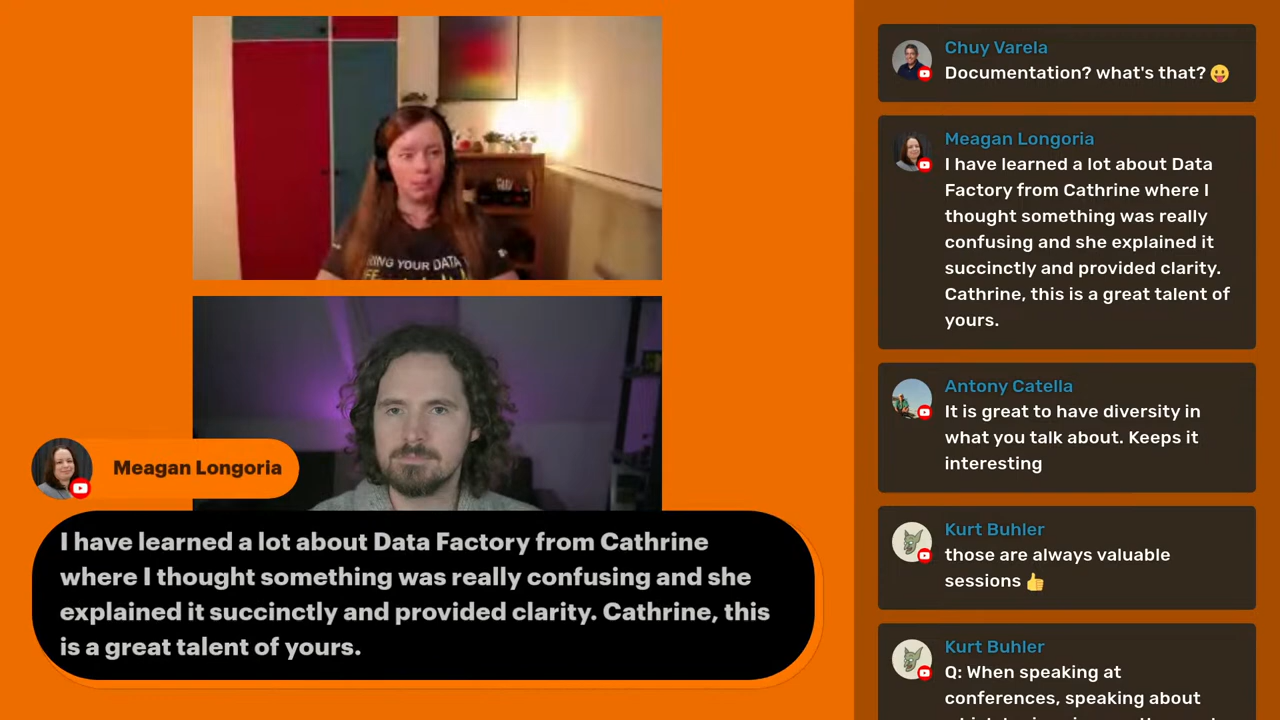 RING YOUR DATA
Meagan Longoria
I have learned a lot about Data Factory from Cathrine
where I thought something was really confusing and she
explained it succinctly and provided clarity. Cathrine, this
is a great talent of yours.
Chuy Varela
Documentation? what's that? 😛
Meagan Longoria
I have learned a lot about Data
Factory from Cathrine where I
thought something was really
confusing and she explained it
succinctly and provided clarity.
Cathrine, this is a great talent of
yours.
Antony Catella
It is great to have diversity in
what you talk about. Keeps it
interesting
Kurt Buhler
those are always valuable
sessions 👍
Kurt Buhler
Q: When speaking at
conferences, speaking about